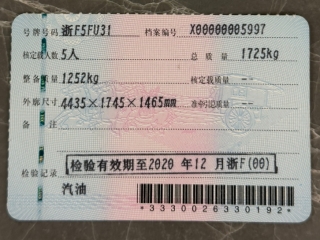 号牌号码 浙F5FU31 档案编号 X00000005997
核定载人数 5人 总质量 1725kg
整备质量 1252kg 核定载质量 --
外廓尺寸 4435×1745×1465mm 准牵引总质量 --
备注
检验有效期至2020 年12 月浙F(00)
检验记录
汽油
*3330026330192*